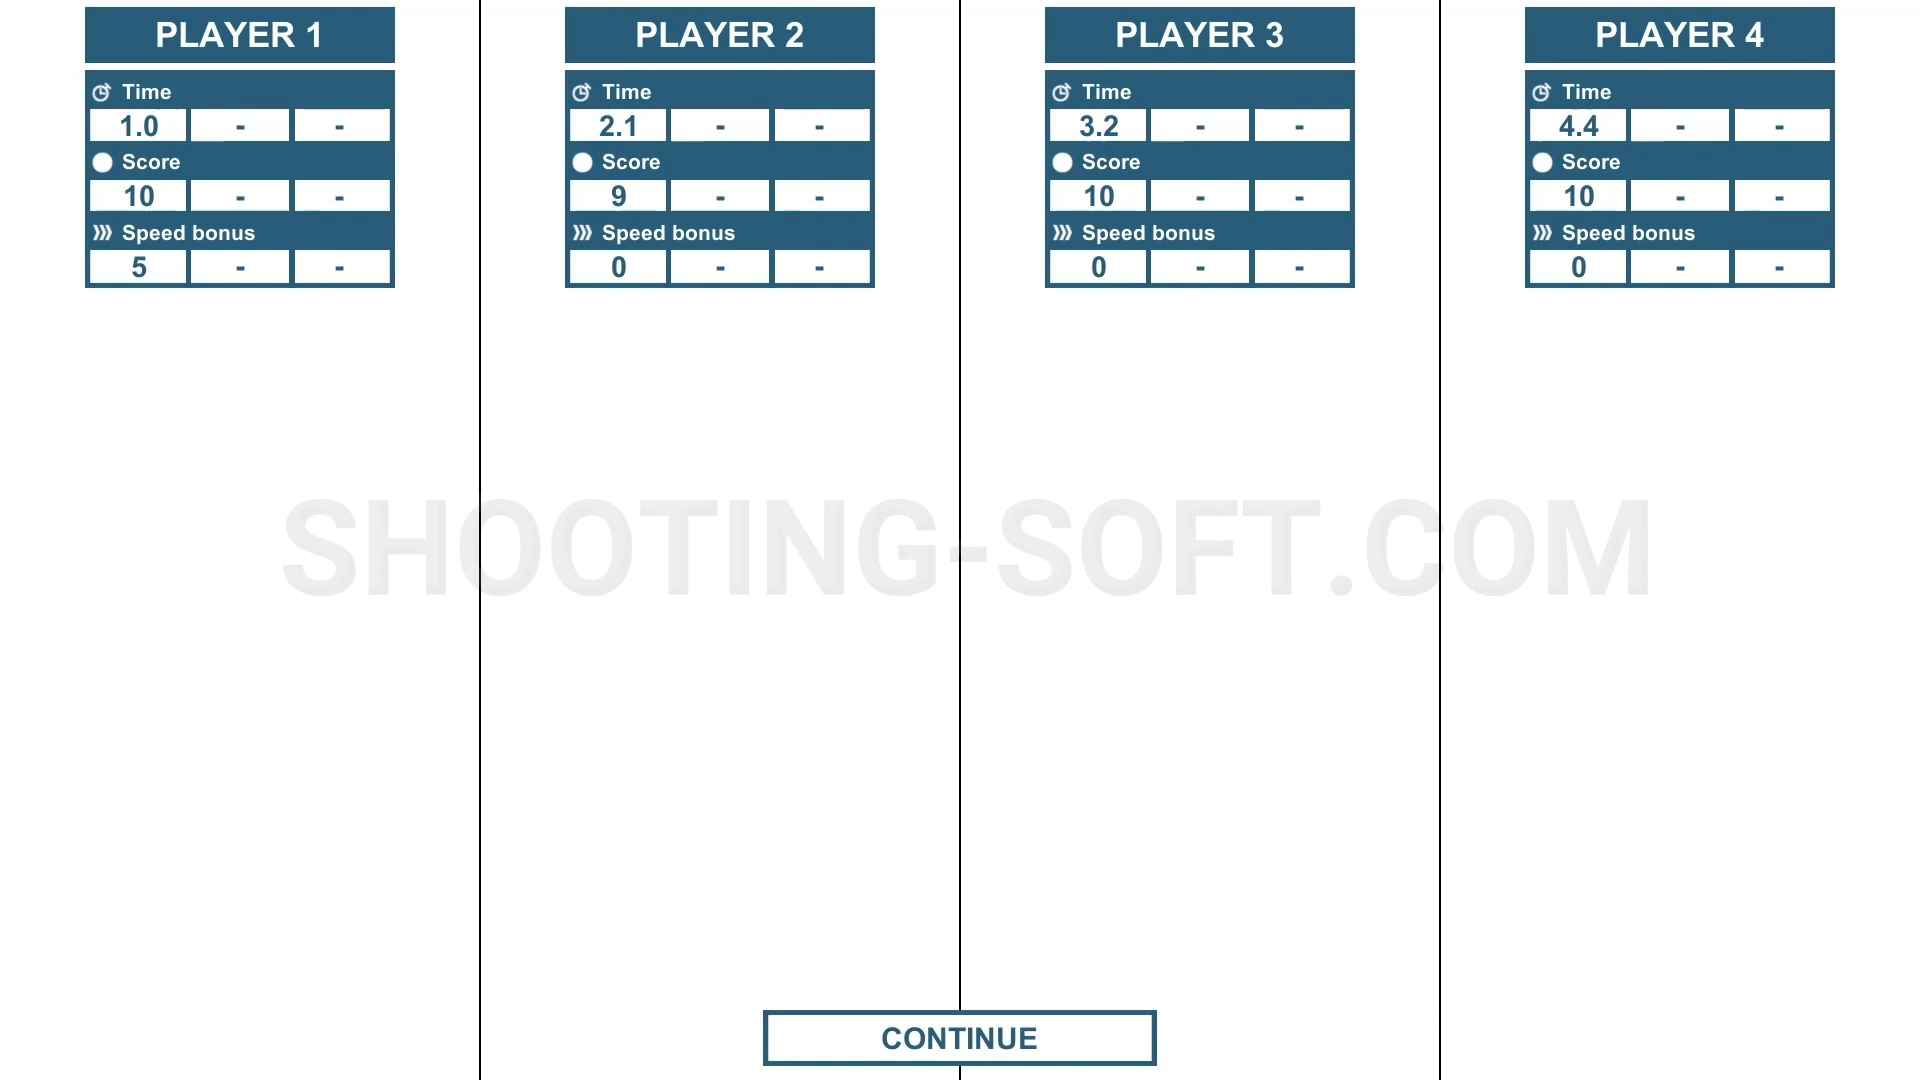 PLAYER 1
Time
1.0 - -
Score
10 - -
Speed bonus
5 - -
PLAYER 2
Time
2.1 - -
Score
9 - -
Speed bonus
0 - -
PLAYER 3
Time
3.2 - -
Score
10 - -
Speed bonus
0 - -
PLAYER 4
Time
4.4 - -
Score
10 - -
Speed bonus
0 - -
SHOOTING-SOFT.COM
CONTINUE